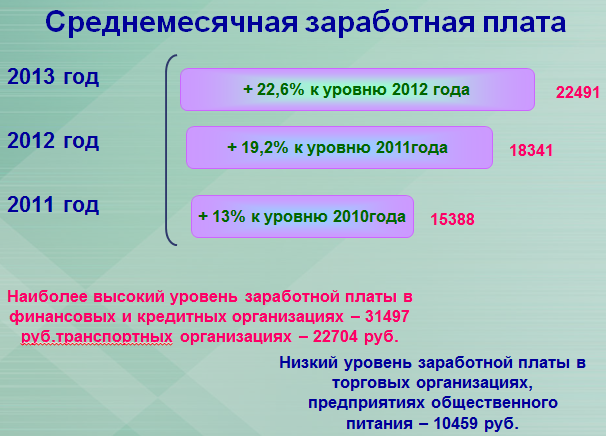 Среднемесячная заработная плата
2013 год
+ 22,6% к уровню 2012 года
22491
2012 год
+ 19,2% к уровню 2011года
18341
2011 год
+ 13% к уровню 2010года
15388
Наиболее высокий уровень заработной платы в
финансовых и кредитных организациях – 31497
руб.транспортных организациях – 22704 руб.
Низкий уровень заработной платы в
торговых организациях,
предприятиях общественного
питания – 10459 руб.